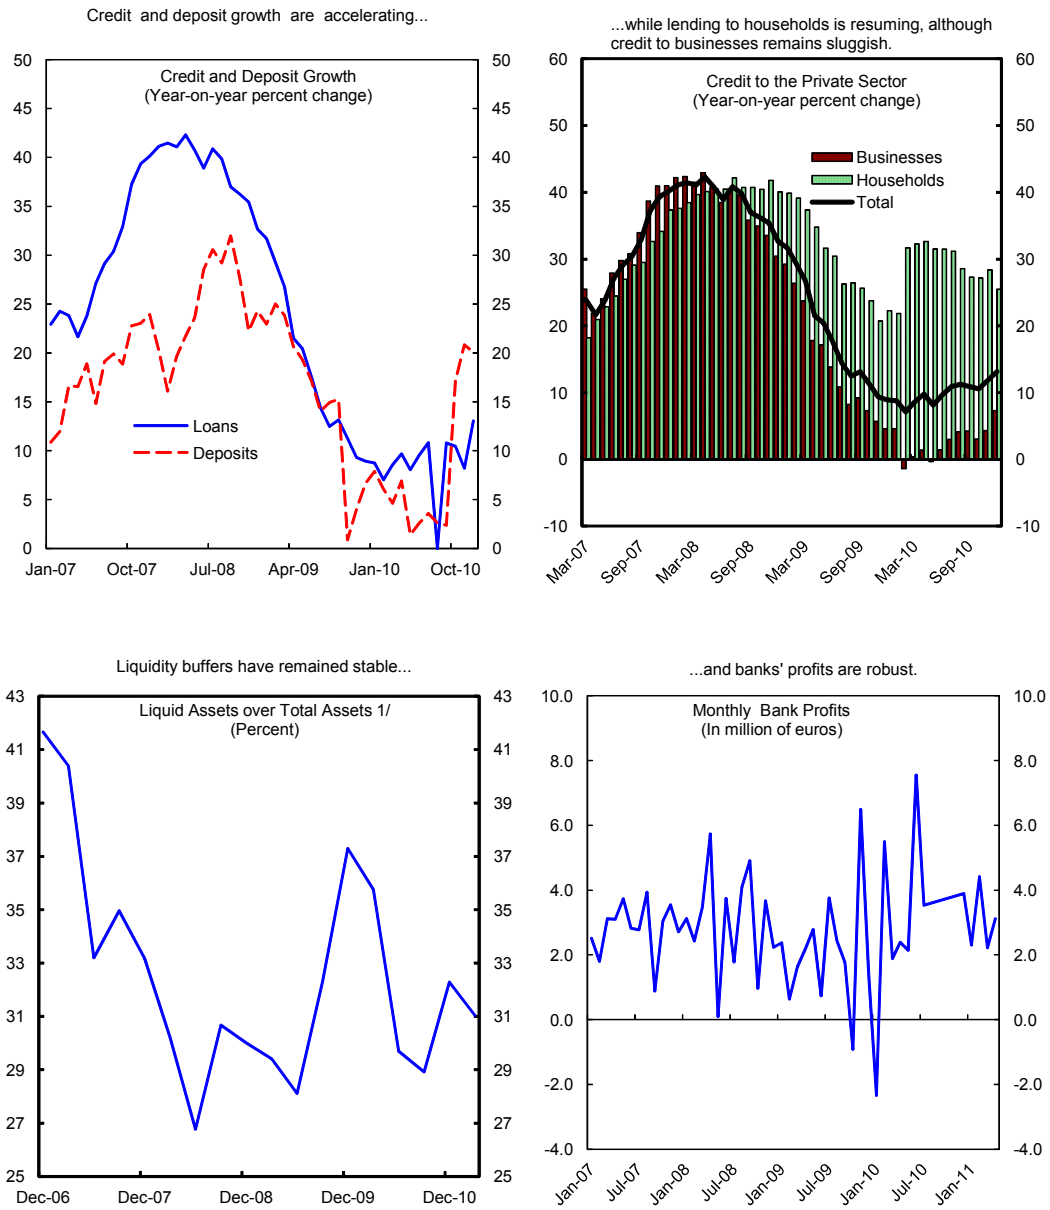 Credit and deposit growth are accelerating...
50 50
Credit and Deposit Growth
(Year-on-year percent change)
45 45
40 40
35 35
30 30
25 25
20 20
15 15
Loans
Deposits
10 10
5 5
0 0
Jan-07 Oct-07 Jul-08 Apr-09 Jan-10 Oct-10
...while lending to households is resuming, although
credit to businesses remains sluggish.
60 60
Credit to the Private Sector
(Year-on-year percent change)
50 50
Businesses
Households
Total
40 40
30 30
20 20
10 10
0 0
-10 -10
Mar-07 Sep-07 Mar-08 Sep-08 Mar-09 Sep-09 Mar-10 Sep-10
Liquidity buffers have remained stable...
43 43
Liquid Assets over Total Assets 1/
(Percent)
41 41
39 39
37 37
35 35
33 33
31 31
29 29
27 27
25 25
Dec-06 Dec-07 Dec-08 Dec-09 Dec-10
...and banks' profits are robust.
10.0 10.0
Monthly Bank Profits
(In million of euros)
8.0 8.0
6.0 6.0
4.0 4.0
2.0 2.0
0.0 0.0
-2.0 -2.0
-4.0 -4.0
Jan-07 Jul-07 Jan-08 Jul-08 Jan-09 Jul-09 Jan-10 Jul-10 Jan-11